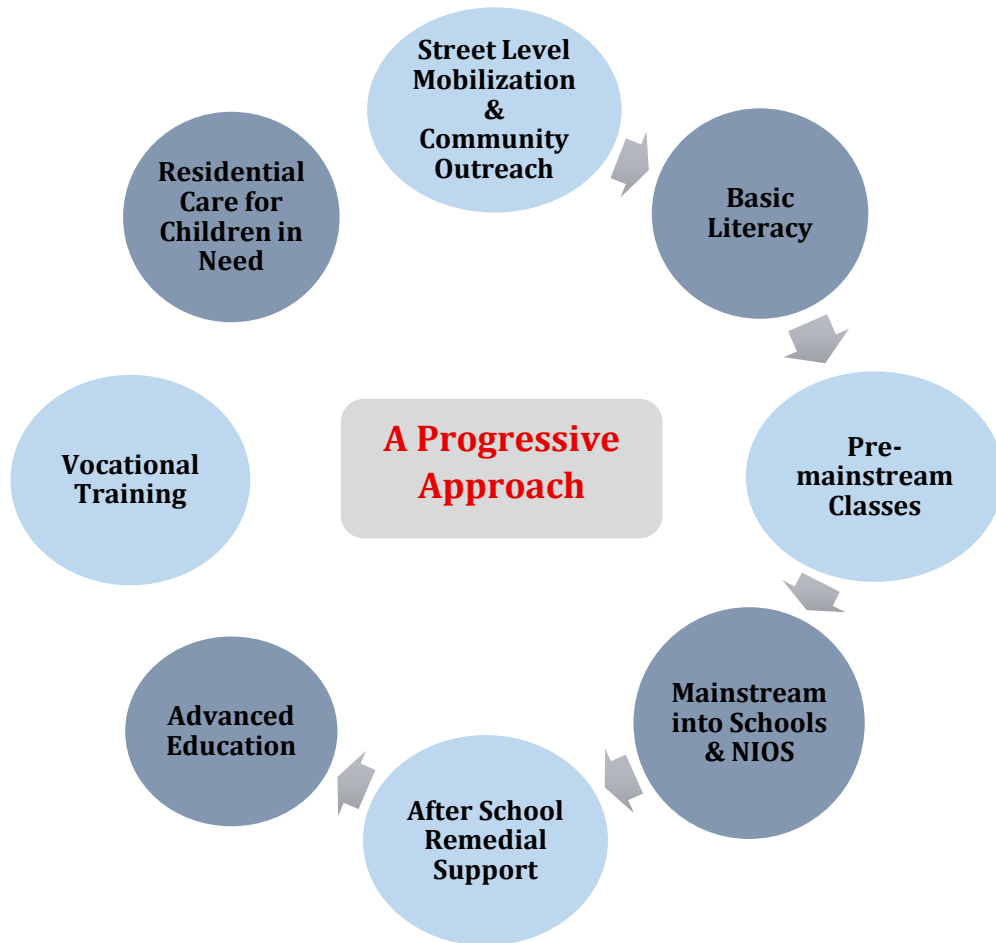 Street Level
Mobilization
&
Community
Outreach
Basic
Literacy
Pre-
mainstream
Classes
Mainstream
into Schools
& NIOS
After School
Remedial
Support
Advanced
Education
Vocational
Training
Residential
Care for
Children in
Need
A Progressive
Approach